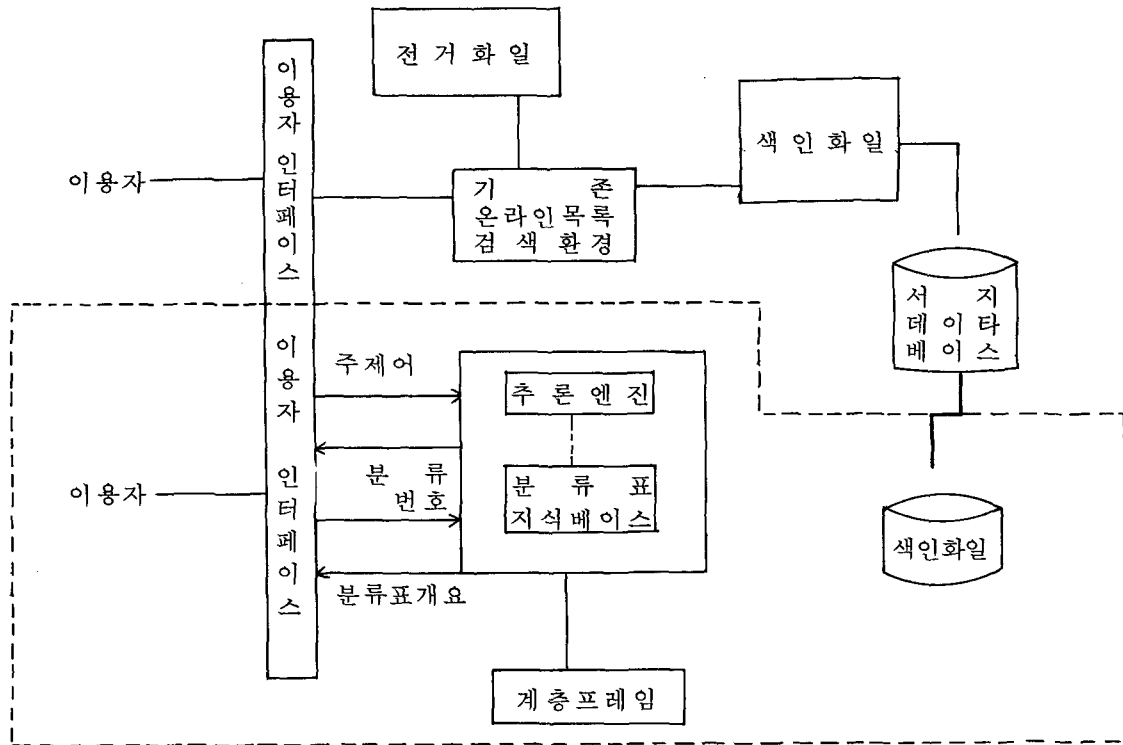 전거화일
색인화일
이용자
이용자 인터페이스
기존
온라인목록
검색환경
서지
데이타
베이스
이용자
이용자 인터페이스
주제어
분류
번호
분류표개요
추론엔진
분류표
지식베이스
색인화일
계층프레임